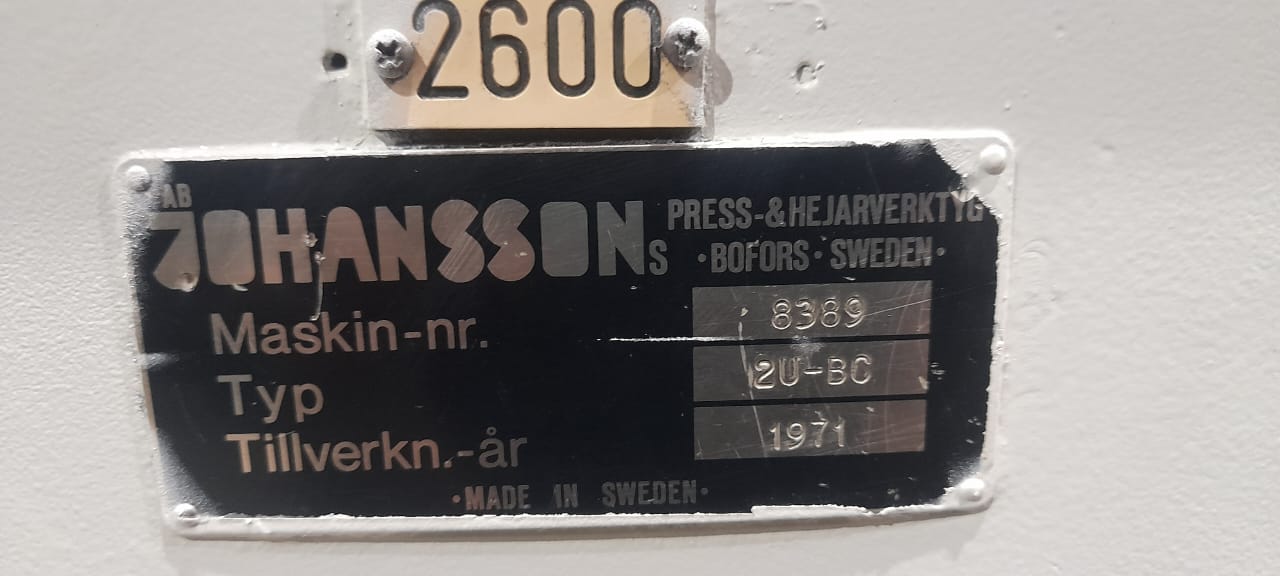 2600
AB
JOHANSSONS
PRESS-&HEJARVERKTYG
·BOFORS·SWEDEN·
Maskin-nr. 8389
Typ 2U-BC
Tillverkn.-år 1971
·MADE IN SWEDEN·